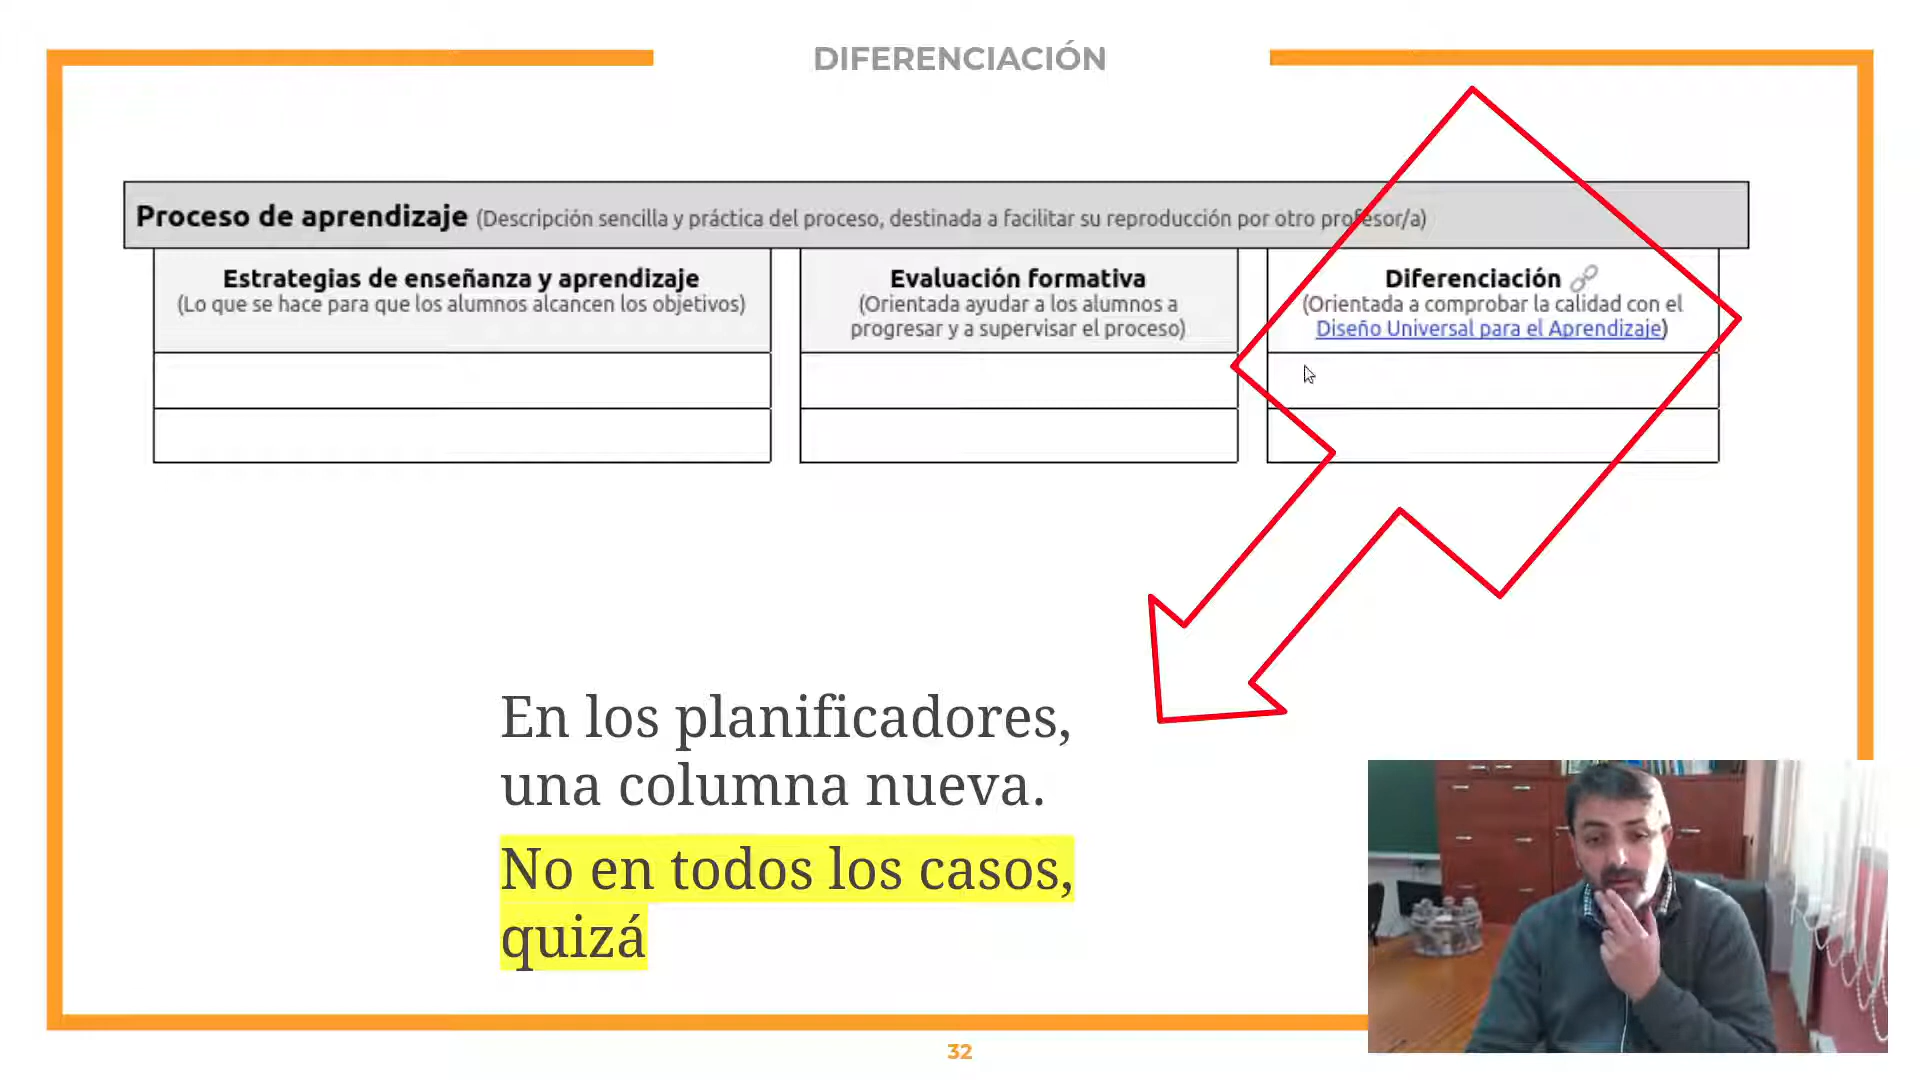 DIFERENCIACIÓN
Proceso de aprendizaje (Descripción sencilla y práctica del proceso, destinada a facilitar su reproducción por otro profesor/a)
Estrategias de enseñanza y aprendizaje
(Lo que se hace para que los alumnos alcancen los objetivos)
Evaluación formativa
(Orientada ayudar a los alumnos a
progresar y a supervisar el proceso)
Diferenciación
(Orientada a comprobar la calidad con el
Diseño Universal para el Aprendizaje)
En los planificadores,
una columna nueva.
No en todos los casos,
quizá
32